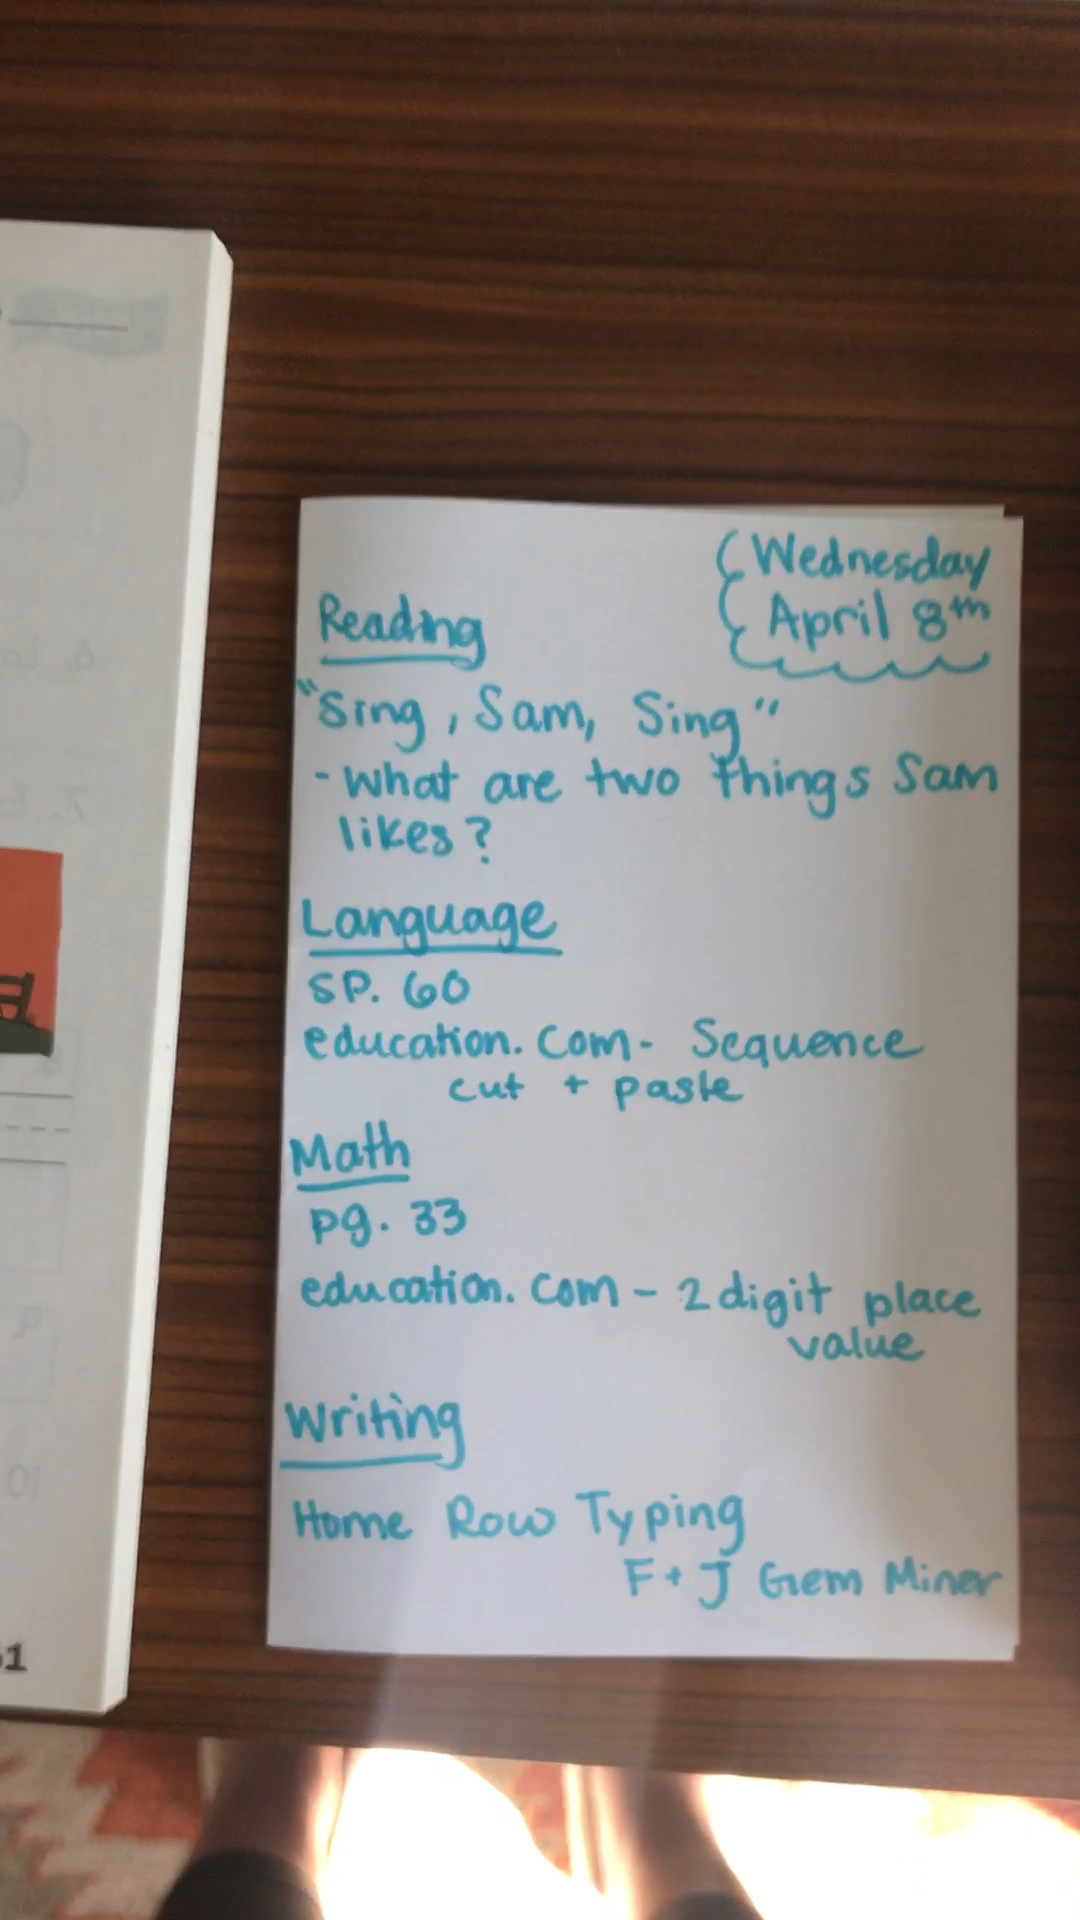 Wednesday
April 8th
Reading
"Sing, Sam, Sing"
- What are two things Sam
likes?
Language
SP. 60
education.com - Sequence
cut + paste
Math
pg. 33
education.com - 2 digit place
value
Writing
Home Row Typing
F + J Gem Miner